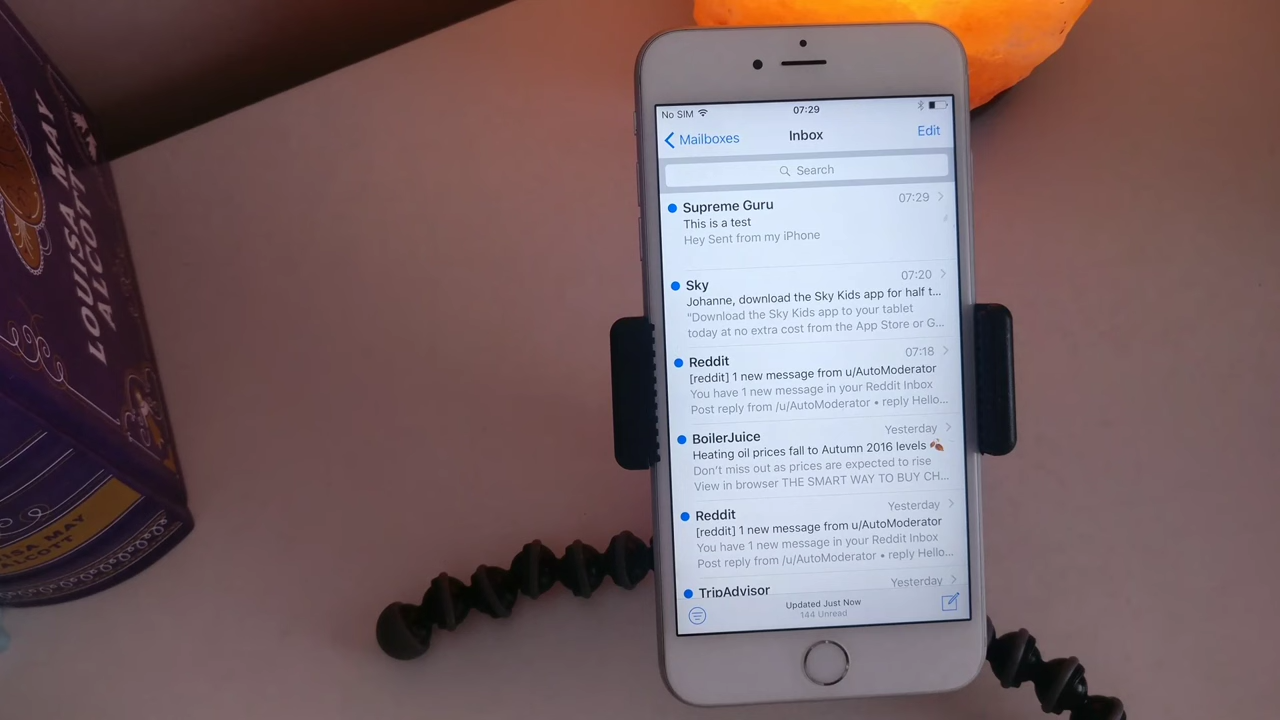 LOUISA MAY
ALCOTT
ISA MAY
ALCOTT
No SIM
07:29
Mailboxes
Inbox
Edit
Search
Supreme Guru
07:29
This is a test
Hey Sent from my iPhone
Sky
07:20
Johanne, download the Sky Kids app for half t...
"Download the Sky Kids app to your tablet
today at no extra cost from the App Store or G...
Reddit
07:18
[reddit] 1 new message from u/AutoModerator
You have 1 new message in your Reddit Inbox
Post reply from /u/AutoModerator • reply Hello...
BoilerJuice
Yesterday
Heating oil prices fall to Autumn 2016 levels 🍂
Don't miss out as prices are expected to rise
View in browser THE SMART WAY TO BUY CH...
Reddit
Yesterday
[reddit] 1 new message from u/AutoModerator
You have 1 new message in your Reddit Inbox
Post reply from /u/AutoModerator • reply Hello...
TripAdvisor
Yesterday
Updated Just Now
144 Unread